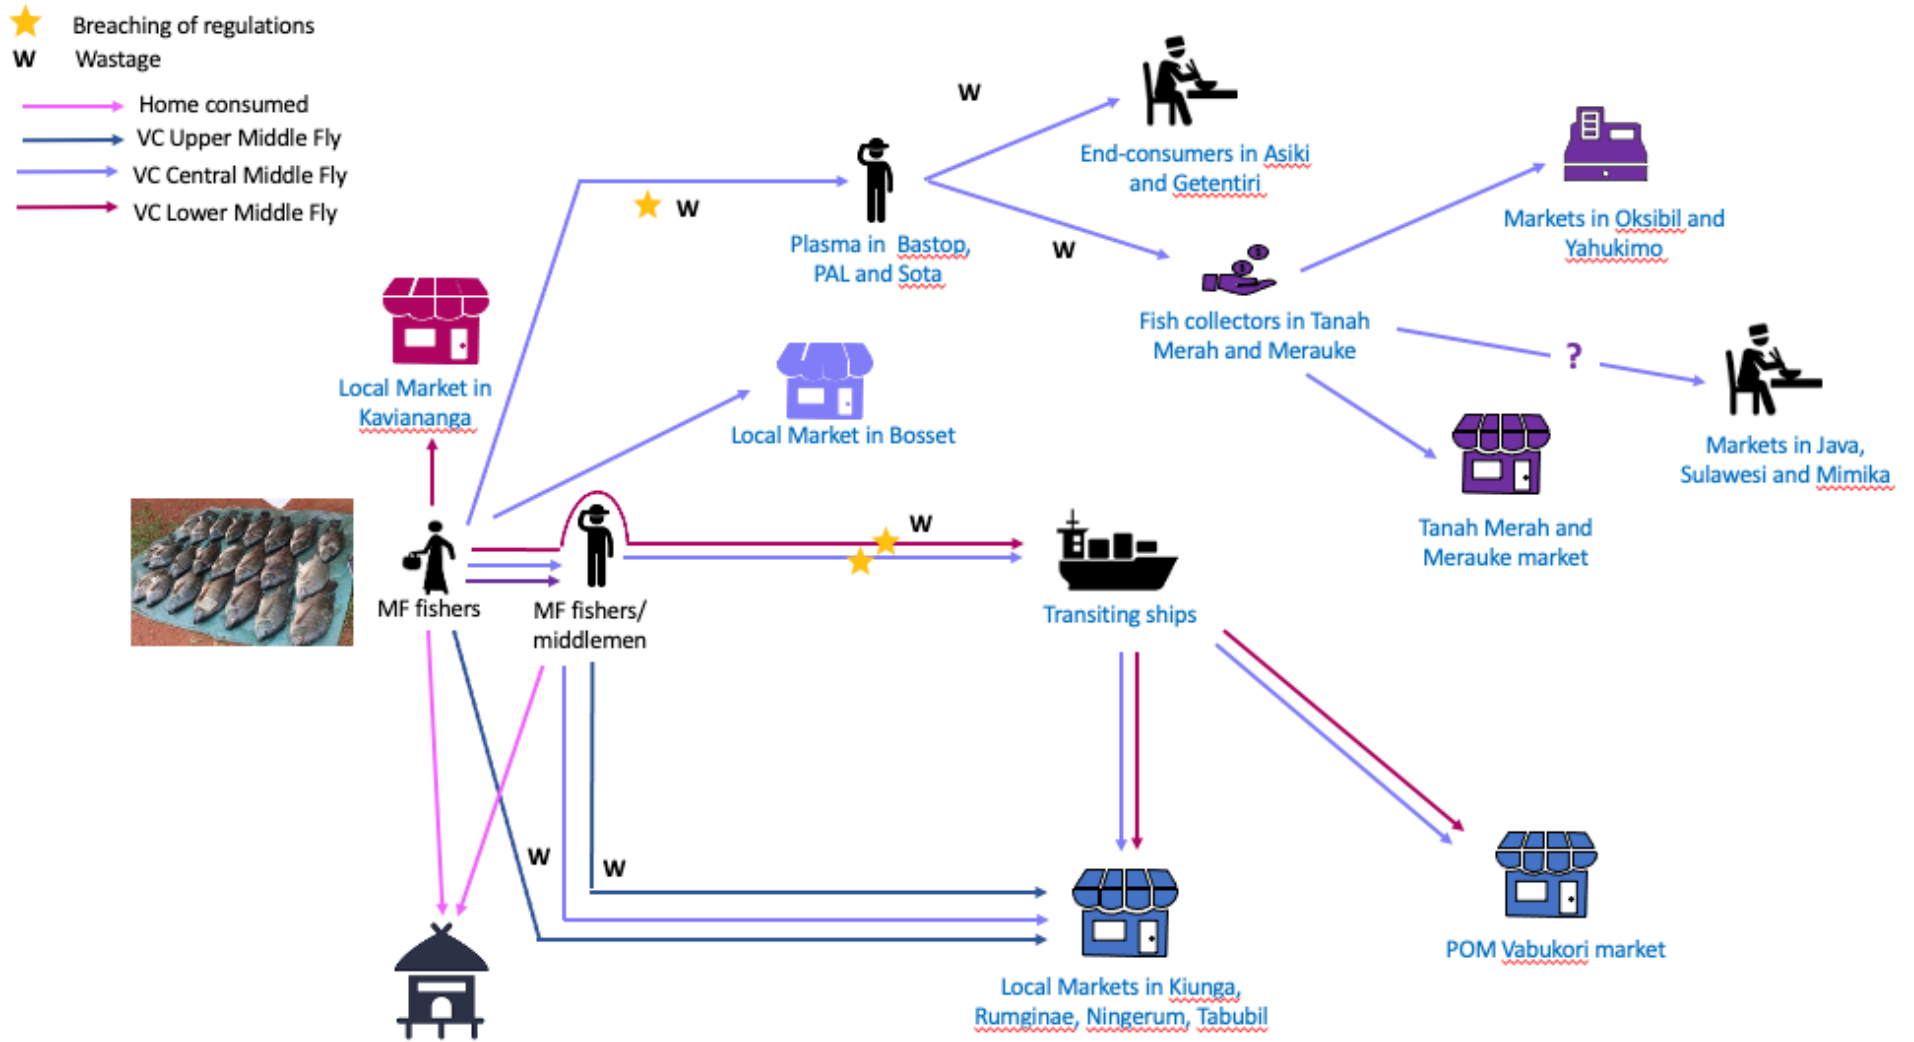 Breaching of regulations
W Wastage
Home consumed
VC Upper Middle Fly
VC Central Middle Fly
VC Lower Middle Fly
W
End-consumers in Asiki
and Getentiri
W
Plasma in Bastop,
PAL and Sota
W
Markets in Oksibil and
Yahukimo
Fish collectors in Tanah
Merah and Merauke
?
Markets in Java,
Sulawesi and Mimika
Tanah Merah and
Merauke market
Local Market in
Kaviananga
Local Market in Bosset
W
MF fishers
MF fishers/
middlemen
Transiting ships
W
W
Local Markets in Kiunga,
Rumginae, Ningerum, Tabubil
POM Vabukori market